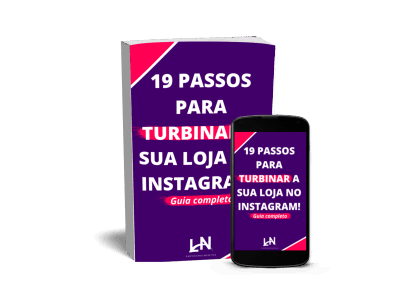 19 PASSOS
PARA
TURBINAR
SUA LOJA
INSTAGRA
Guia completo
LN
19 PASSOS
PARA
TURBINAR A
SUA LOJA NO
INSTAGRAM!
Guia completo
LN